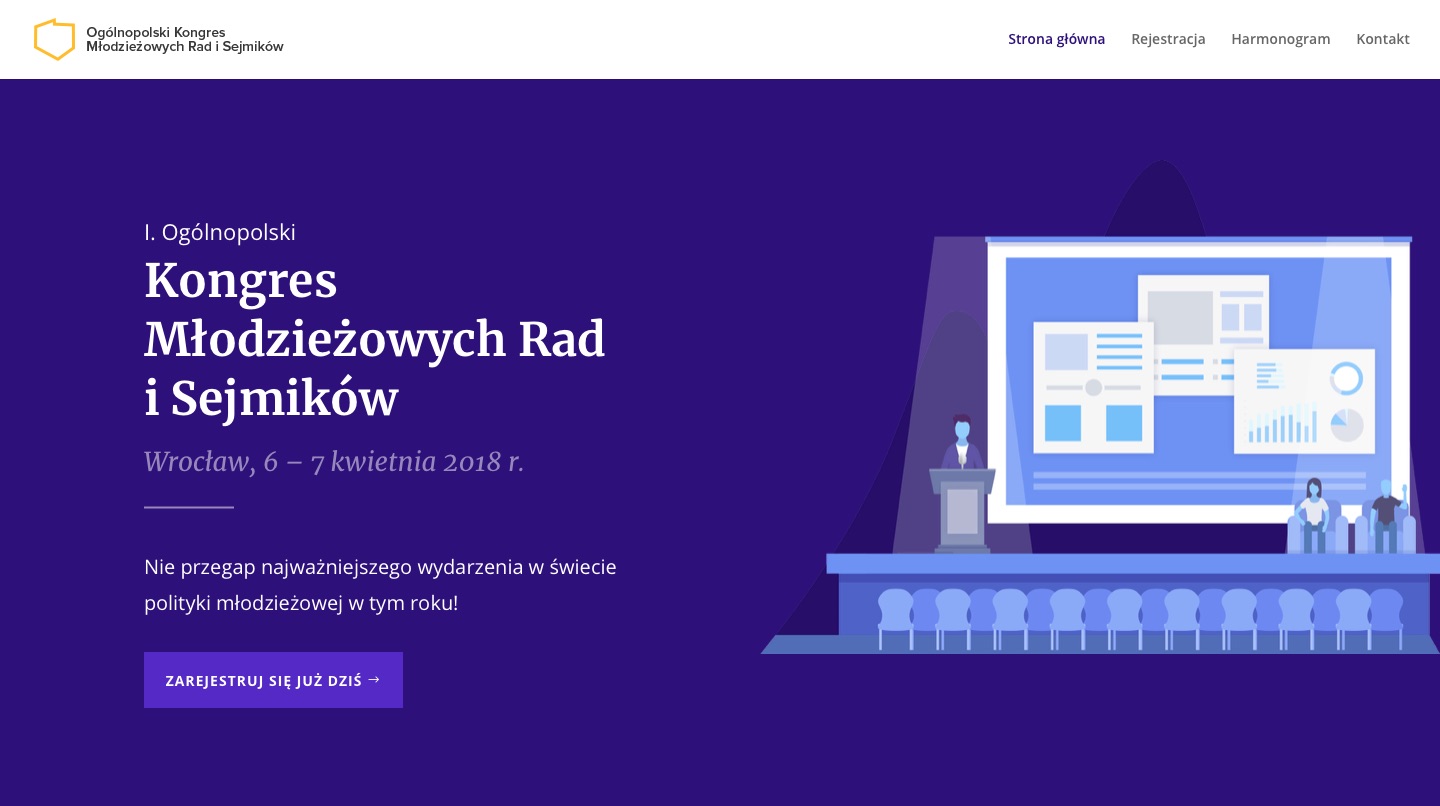 Ogólnopolski Kongres
Młodzieżowych Rad i Sejmików
Strona główna
Rejestracja
Harmonogram
Kontakt
I. Ogólnopolski
Kongres
Młodzieżowych Rad
i Sejmików
Wrocław, 6 – 7 kwietnia 2018 r.
Nie przegap najważniejszego wydarzenia w świecie
polityki młodzieżowej w tym roku!
ZAREJESTRUJ SIĘ JUŻ DZIŚ →